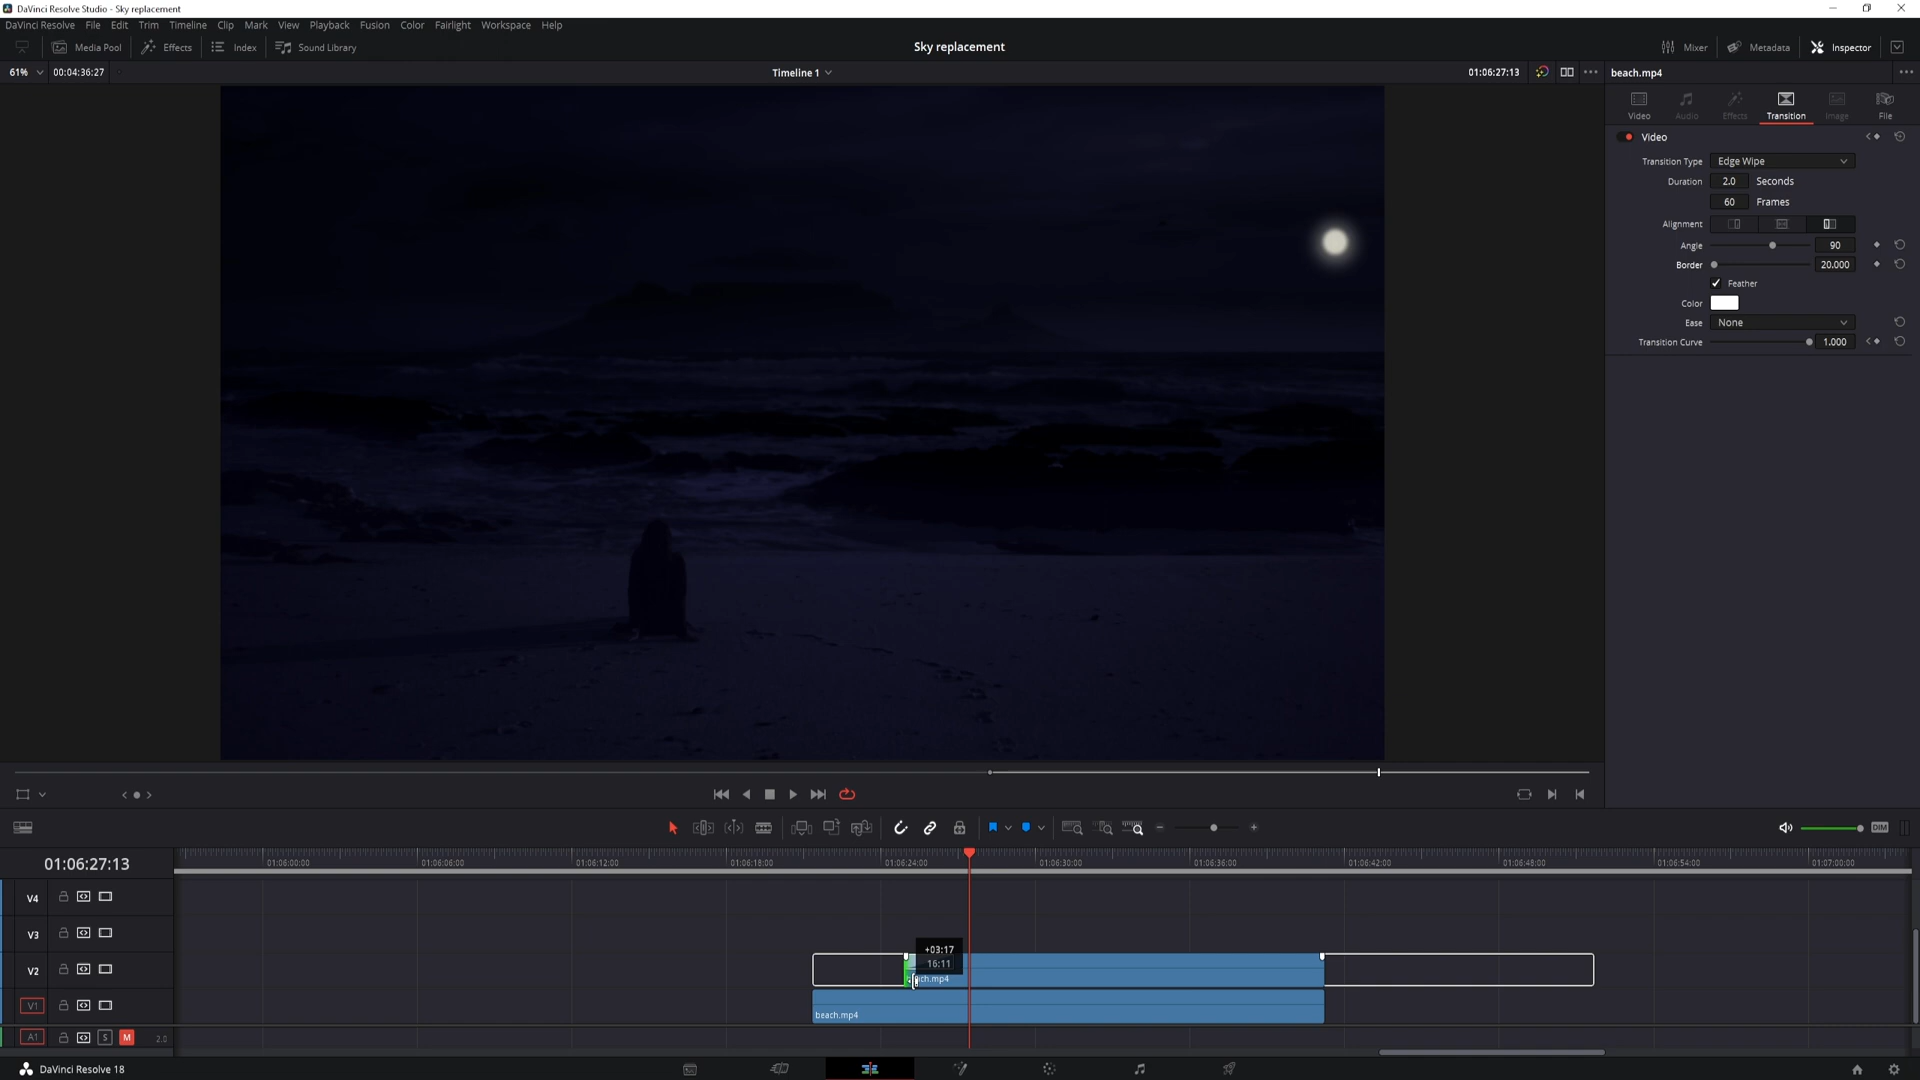 DaVinci Resolve Studio - Sky replacement
DaVinci Resolve File Edit Trim Timeline Clip Mark View Playback Fusion Color Fairlight Workspace Help
Media Pool Effects Index Sound Library Sky replacement Mixer Metadata Inspector
61% 00:04:36:27 Timeline 1 01:06:27:13 beach.mp4
Video Audio Effects Transition Image File
Video
Transition Type Edge Wipe
Duration 2.0 Seconds
60 Frames
Alignment
Angle 90
Border 20.000
Feather
Color
Ease None
Transition Curve 1.000
DIM
01:06:27:13
01:06:00:00 01:06:06:00 01:06:12:00 01:06:19:00 01:06:24:00 01:06:30:00 01:06:36:00 01:06:42:00 01:06:48:00 01:06:54:00 01:07:00:00
V4
V3
+03:17
16:11
V2
V1
beach.mp4
A1 S M 2.0
DaVinci Resolve 18